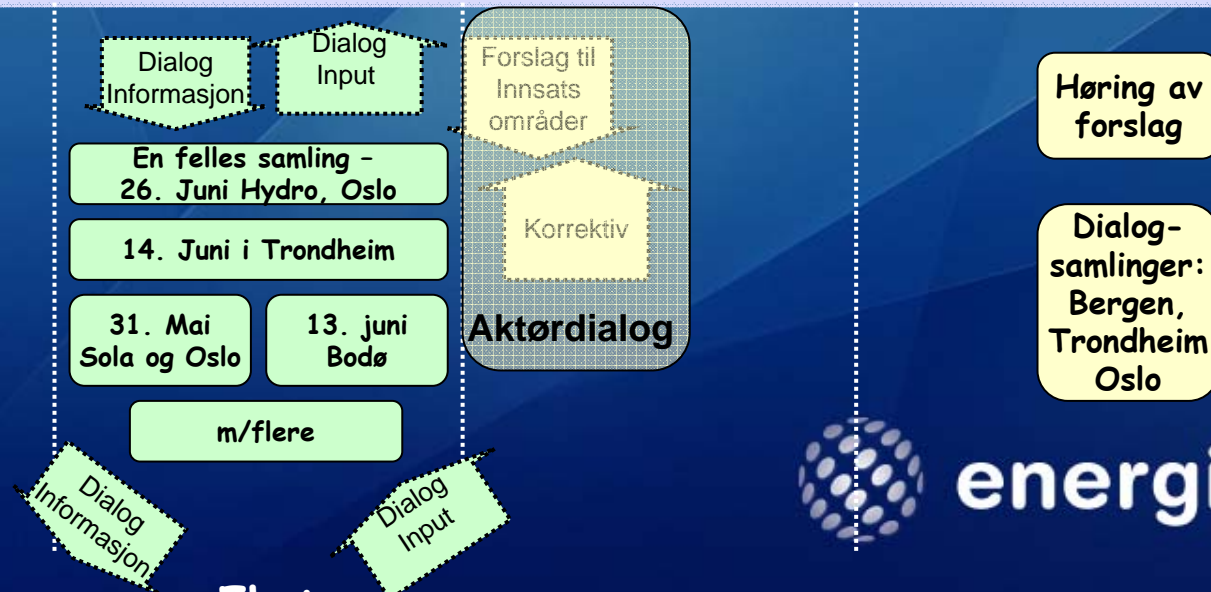 Dialog
Informasjon
Dialog
Input
Forslag til
Innsats
områder
En felles samling –
26. Juni Hydro, Oslo
14. Juni i Trondheim
Korrektiv
31. Mai
Sola og Oslo
13. juni
Bodø
Aktørdialog
m/flere
Dialog
Informasjon
Dialog
Input
Høring av
forslag
Dialog-
samlinger:
Bergen,
Trondheim
Oslo
energi